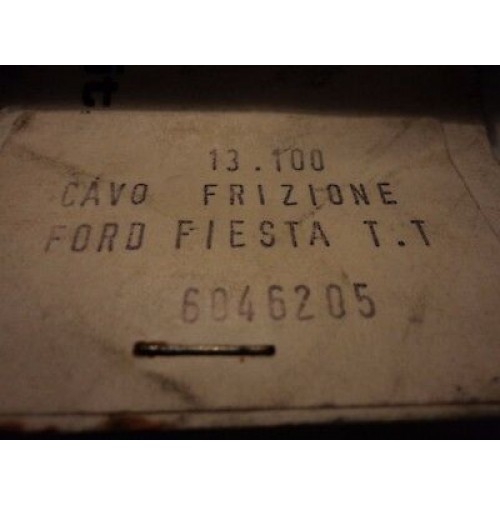 13.100
CAVO FRIZIONE
FORD FIESTA T.T
6046205